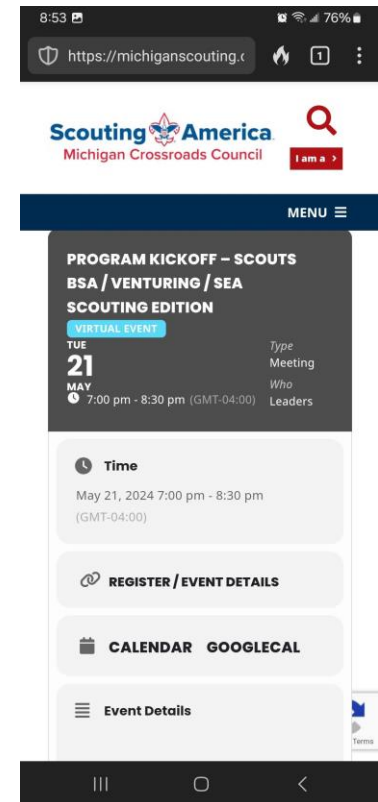 8:53
76%
https://michiganscouting.c
1
Scouting America
Michigan Crossroads Council
I am a >
MENU
PROGRAM KICKOFF – SCOUTS
BSA / VENTURING / SEA
SCOUTING EDITION
VIRTUAL EVENT
TUE
21
MAY
7:00 pm - 8:30 pm (GMT-04:00)
Type
Meeting
Who
Leaders
Time
May 21, 2024 7:00 pm - 8:30 pm
(GMT-04:00)
REGISTER / EVENT DETAILS
CALENDAR GOOGLECAL
Event Details
Terms